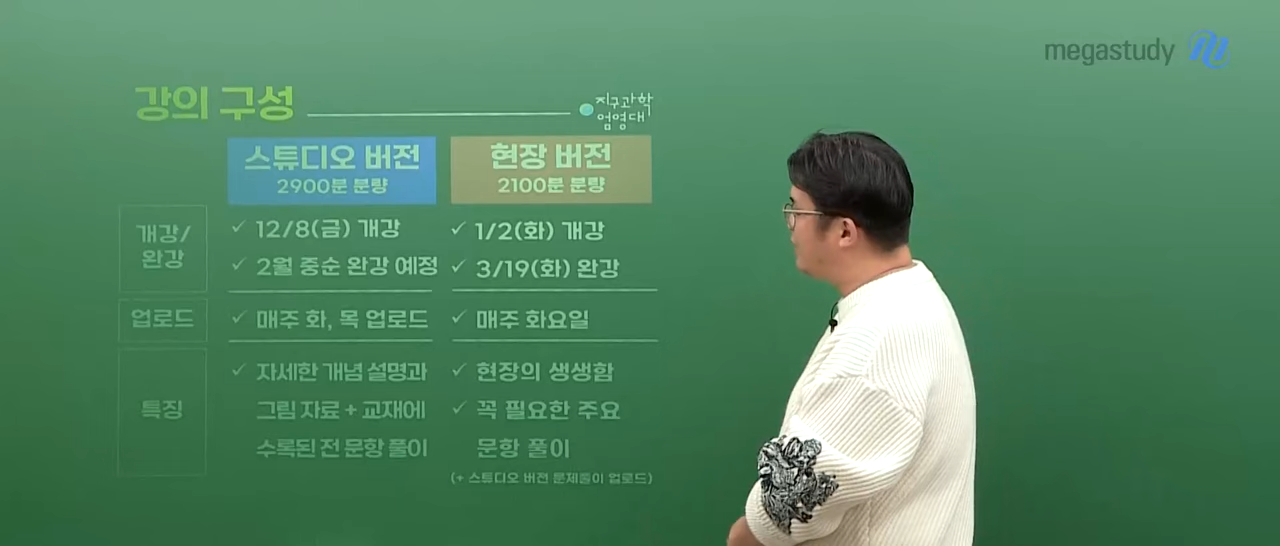 megastudy
강의 구성
지구과학
엄영대
스튜디오 버전
2900분 분량
현장 버전
2100분 분량
개강/
완강
✓ 12/8(금) 개강
✓ 2월 중순 완강 예정
✓ 1/2(화) 개강
✓ 3/19(화) 완강
업로드
✓ 매주 화, 목 업로드
✓ 매주 화요일
특징
✓ 자세한 개념 설명과
그림 자료 + 교재에
수록된 전 문항 풀이
✓ 현장의 생생함
✓ 꼭 필요한 주요
문항 풀이
(+ 스튜디오 버전 문제풀이 업로드)